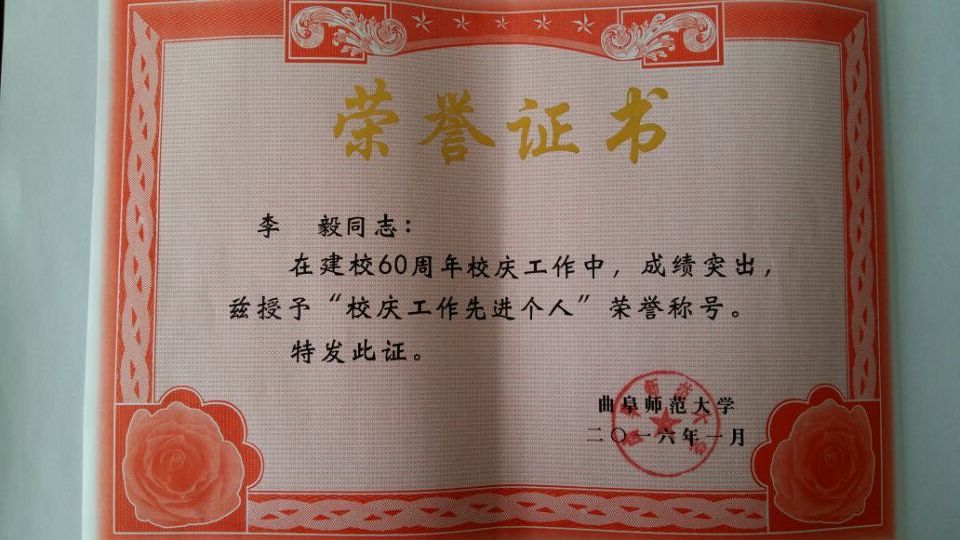 荣誉证书
李 毅同志：
在建校60周年校庆工作中，成绩突出，
兹授予“校庆工作先进个人”荣誉称号。
特发此证。
曲阜师范大学
二〇一六年一月